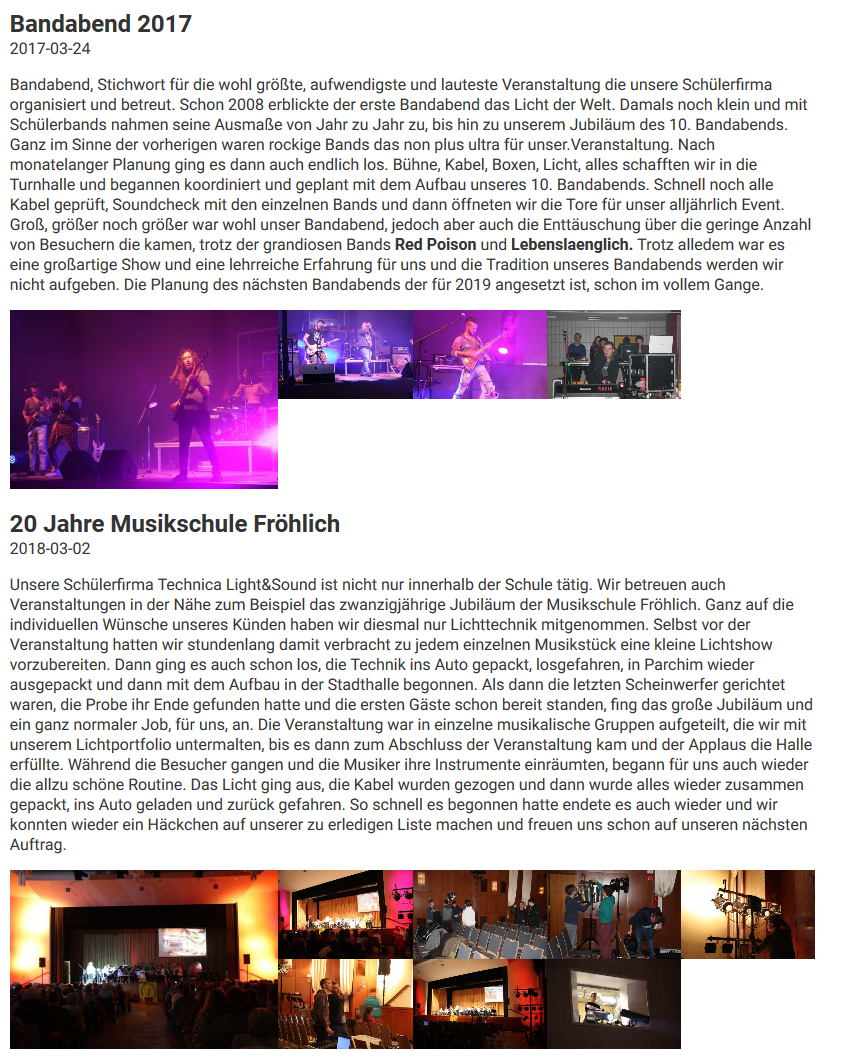 Bandabend 2017
2017-03-24
Bandabend, Stichwort für die wohl größte, aufwendigste und lauteste Veranstaltung die unsere Schülerfirma
organisiert und betreut. Schon 2008 erblickte der erste Bandabend das Licht der Welt. Damals noch klein und mit
Schülerbands nahmen seine Ausmaße von Jahr zu Jahr zu, bis hin zu unserem Jubiläum des 10. Bandabends.
Ganz im Sinne der vorherigen waren rockige Bands das non plus ultra für unser.Veranstaltung. Nach
monatelanger Planung ging es dann auch endlich los. Bühne, Kabel, Boxen, Licht, alles schafften wir in die
Turnhalle und begannen koordiniert und geplant mit dem Aufbau unseres 10. Bandabends. Schnell noch alle
Kabel geprüft, Soundcheck mit den einzelnen Bands und dann öffneten wir die Tore für unser alljährlich Event.
Groß, größer noch größer war wohl unser Bandabend, jedoch aber auch die Enttäuschung über die geringe Anzahl
von Besuchern die kamen, trotz der grandiosen Bands Red Poison und Lebenslaenglich. Trotz alledem war es
eine großartige Show und eine lehrreiche Erfahrung für uns und die Tradition unseres Bandabends werden wir
nicht aufgeben. Die Planung des nächsten Bandabends der für 2019 angesetzt ist, schon im vollem Gange.
20 Jahre Musikschule Fröhlich
2018-03-02
Unsere Schülerfirma Technica Light&Sound ist nicht nur innerhalb der Schule tätig. Wir betreuen auch
Veranstaltungen in der Nähe zum Beispiel das zwanzigjährige Jubiläum der Musikschule Fröhlich. Ganz auf die
individuellen Wünsche unseres Künden haben wir diesmal nur Lichttechnik mitgenommen. Selbst vor der
Veranstaltung hatten wir stundenlang damit verbracht zu jedem einzelnen Musikstück eine kleine Lichtshow
vorzubereiten. Dann ging es auch schon los, die Technik ins Auto gepackt, losgefahren, in Parchim wieder
ausgepackt und dann mit dem Aufbau in der Stadthalle begonnen. Als dann die letzten Scheinwerfer gerichtet
waren, die Probe ihr Ende gefunden hatte und die ersten Gäste schon bereit standen, fing das große Jubiläum und
ein ganz normaler Job, für uns, an. Die Veranstaltung war in einzelne musikalische Gruppen aufgeteilt, die wir mit
unserem Lichtportfolio untermalten, bis es dann zum Abschluss der Veranstaltung kam und der Applaus die Halle
erfüllte. Während die Besucher gangen und die Musiker ihre Instrumente einräumten, begann für uns auch wieder
die allzu schöne Routine. Das Licht ging aus, die Kabel wurden gezogen und dann wurde alles wieder zusammen
gepackt, ins Auto geladen und zurück gefahren. So schnell es begonnen hatte endete es auch wieder und wir
konnten wieder ein Häckchen auf unserer zu erledigen Liste machen und freuen uns schon auf unseren nächsten
Auftrag.